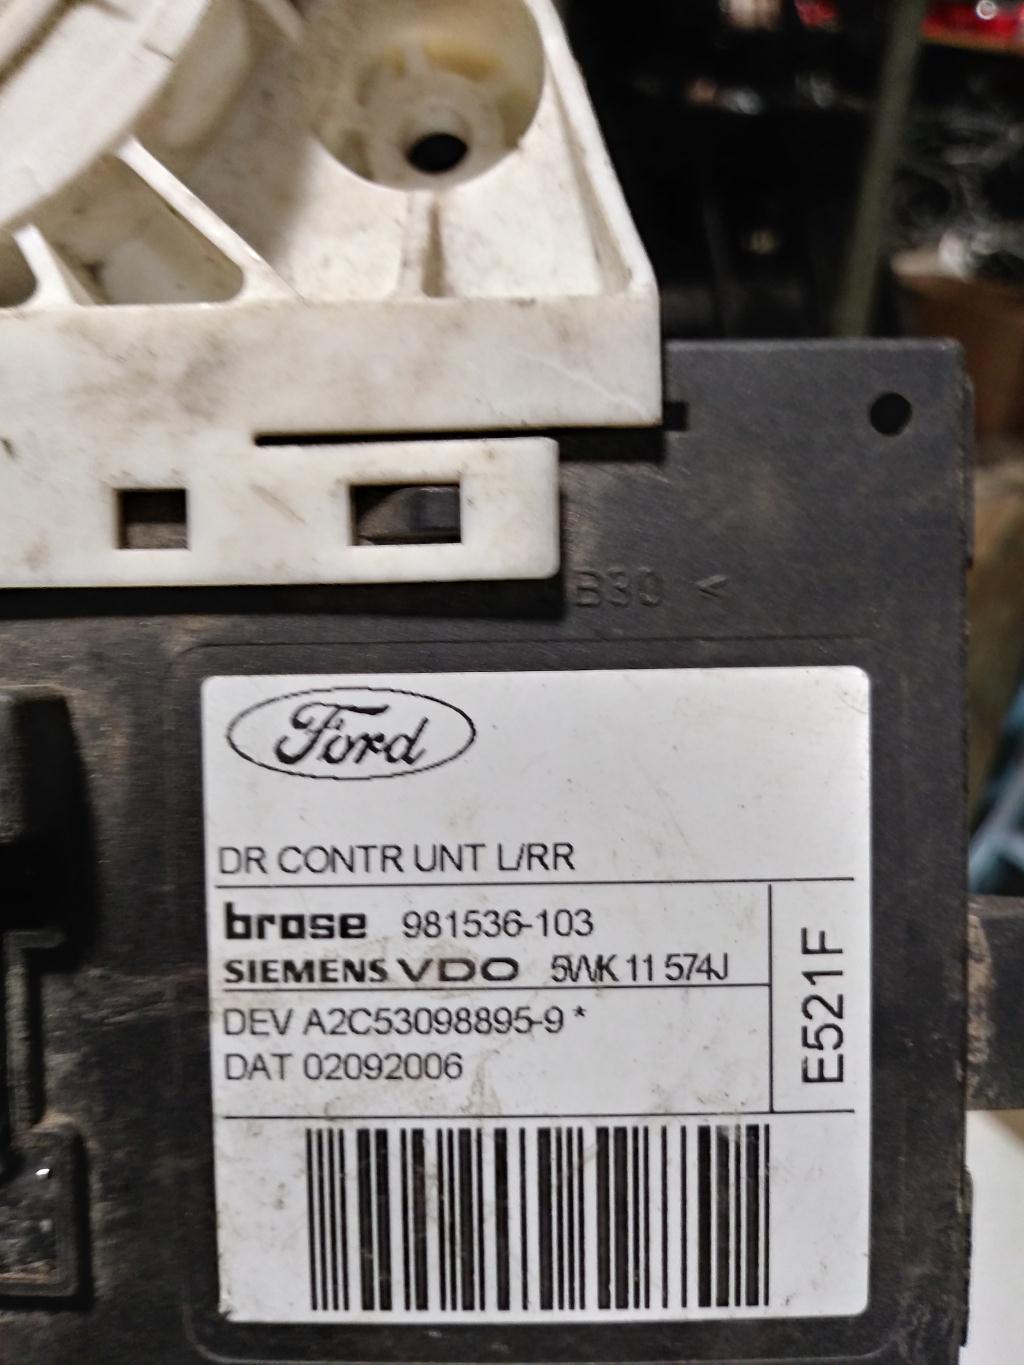 B30 <
Ford
DR CONTR UNT L/RR
brose 981536-103
SIEMENS VDO 5WK 11 574J
DEV A2C53098895-9 *
DAT 02092006
E521F